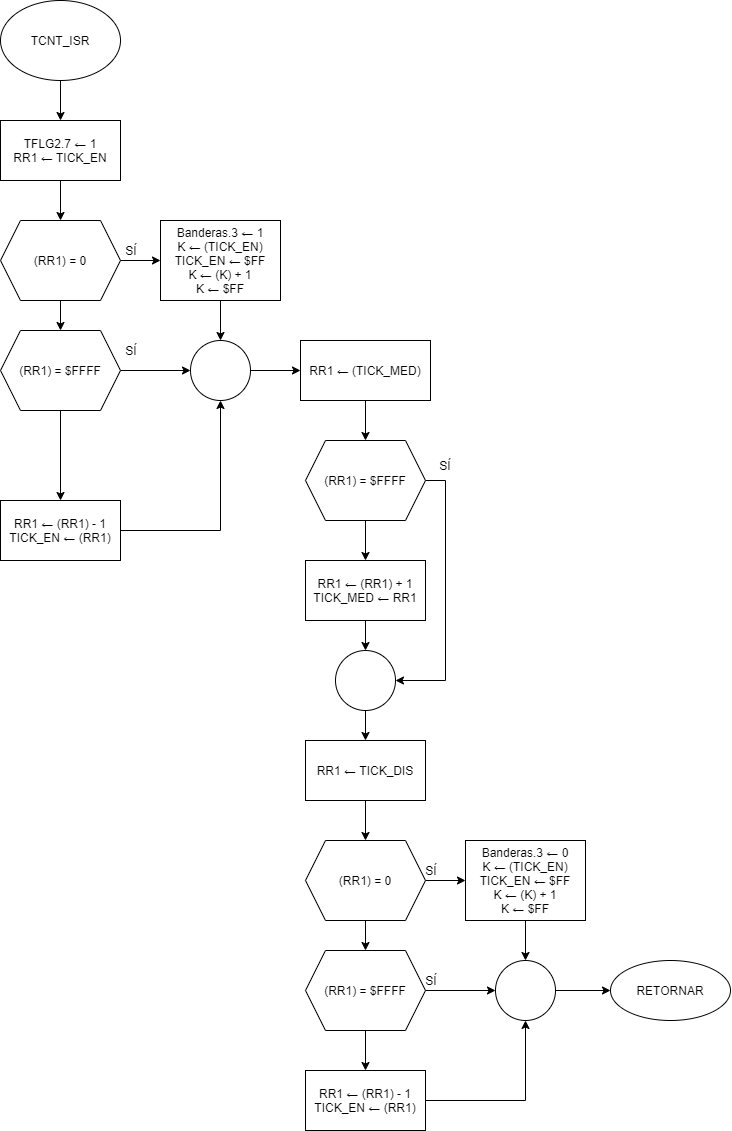 TCNT_ISR
TFLG2.7 ← 1
RR1 ← TICK_EN
(RR1) = 0
SÍ
Banderas.3 ← 1
K ← (TICK_EN)
TICK_EN ← $FF
K ← (K) + 1
K ← $FF
(RR1) = $FFFF
SÍ
RR1 ← (RR1) - 1
TICK_EN ← (RR1)
RR1 ← (TICK_MED)
(RR1) = $FFFF
SÍ
RR1 ← (RR1) + 1
TICK_MED ← RR1
RR1 ← TICK_DIS
(RR1) = 0
SÍ
Banderas.3 ← 0
K ← (TICK_EN)
TICK_EN ← $FF
K ← (K) + 1
K ← $FF
(RR1) = $FFFF
SÍ
RETORNAR
RR1 ← (RR1) - 1
TICK_EN ← (RR1)